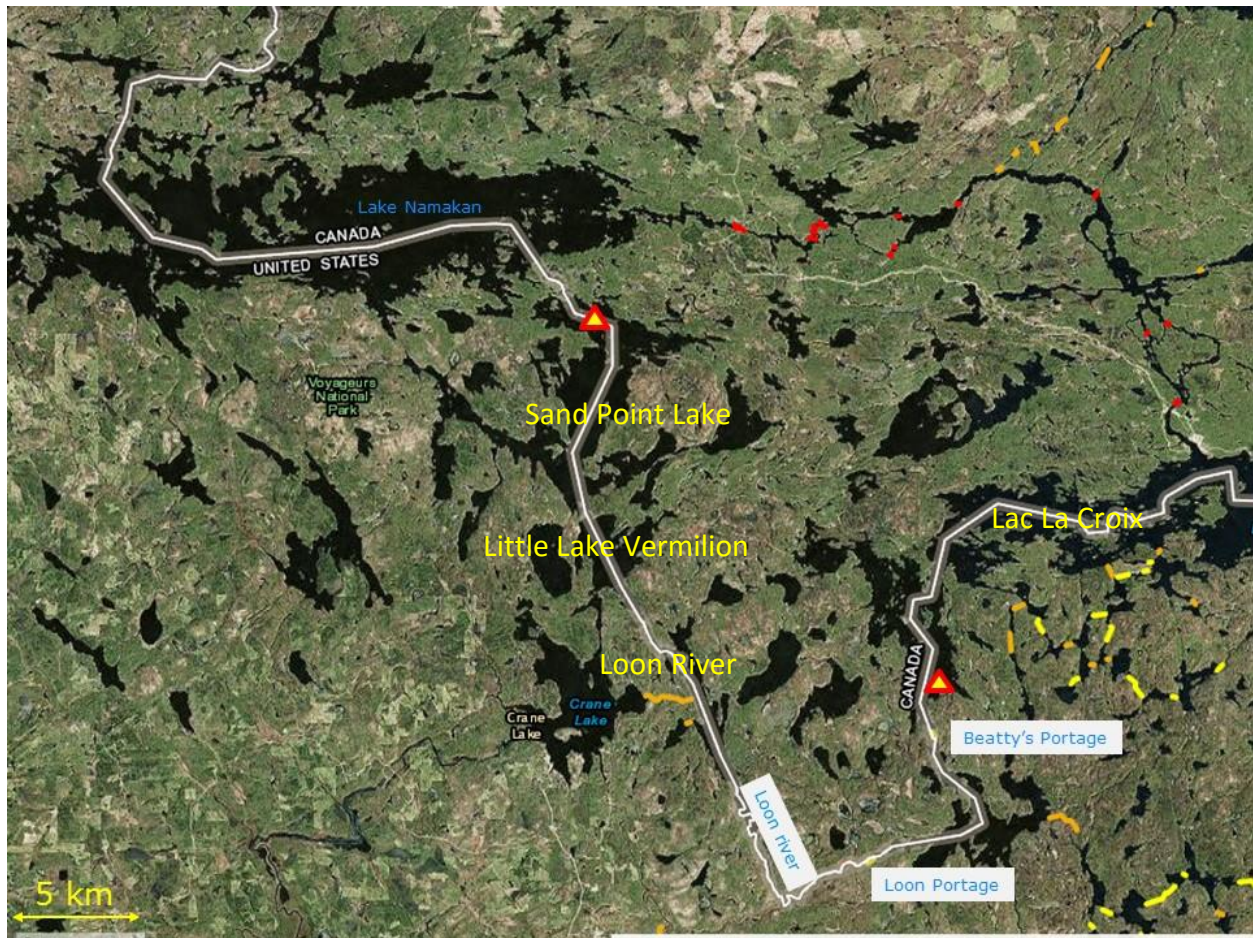 Lake Namakan
CANADA
UNITED STATES
Voyageurs
National
Park
Sand Point Lake
Lac La Croix
Little Lake Vermilion
Loon River
CANADA
Crane
Lake
Crane
Lake
Beatty's Portage
Loon river
Loon Portage
5 km